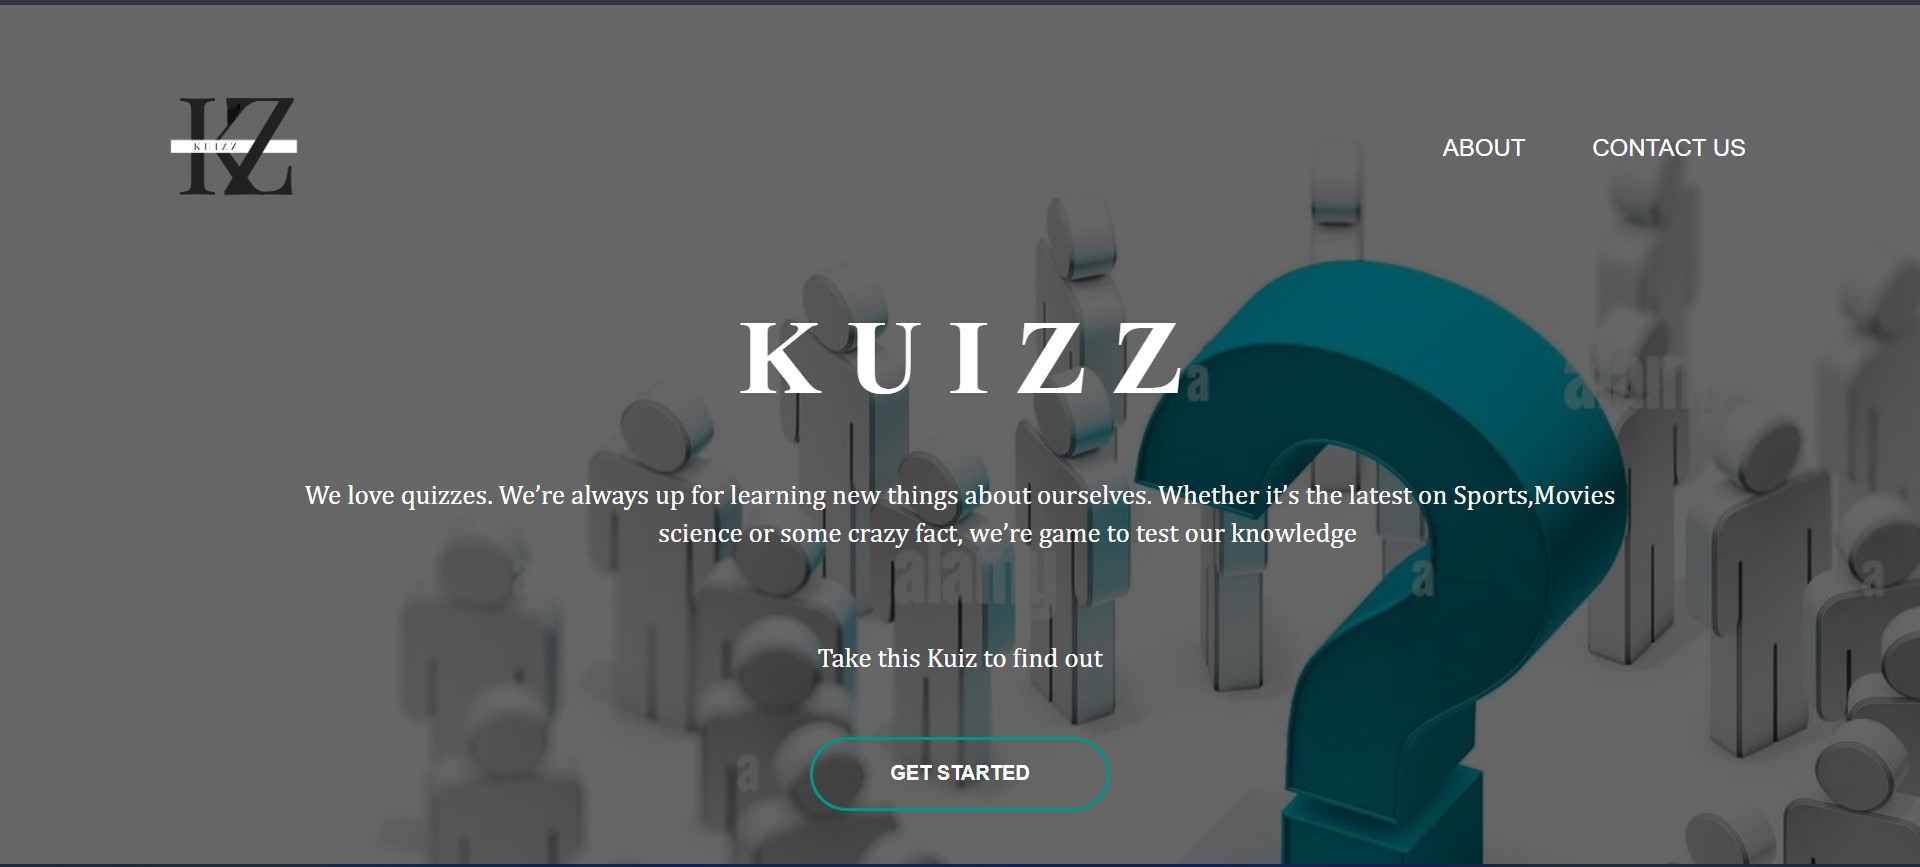 KZ
KUIZZ
ABOUT
CONTACT US
KUIZZ
We love quizzes. We’re always up for learning new things about ourselves. Whether it’s the latest on Sports,Movies
science or some crazy fact, we’re game to test our knowledge
Take this Kuiz to find out
GET STARTED
a
alamy
a
alamy
a
a
a
a